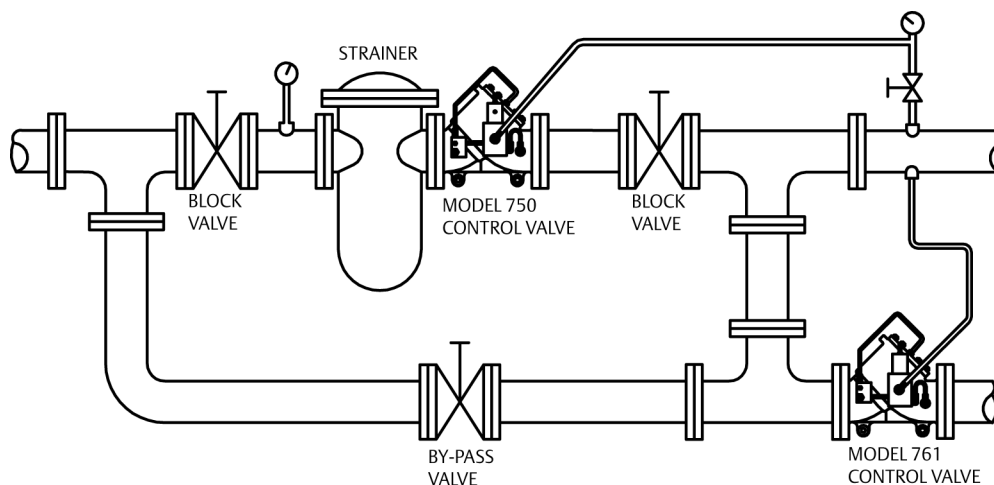 STRAINER
BLOCK
VALVE
MODEL 750
CONTROL VALVE
BLOCK
VALVE
BY-PASS
VALVE
MODEL 761
CONTROL VALVE